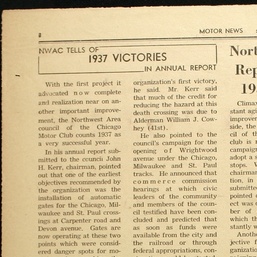 8
MOTOR NEWS
NWAC TELLS OF
1937 VICTORIES
IN ANNUAL REPORT
With the first project it
advocated now complete
and realization near on an-
other important improve-
ment, the Northwest Area
council of the Chicago
Motor Club counts 1937 as
a very successful year.
In his annual report sub-
mitted to the council John
H. Kerr, chairman, pointed
out that one of the earliest
objectives recommended by
the organization was the
installation of automatic
gates for the Chicago, Mil-
waukee and St. Paul cross-
ings at Carpenter road and
Devon avenue. Gates are
now operating at these two
points which were consid-
ered danger spots for mo-
organization's first victory,
he said. Mr. Kerr said
that much of the credit for
reducing the hazard at this
death crossing was due to
Alderman William J. Cow-
hey (41st).
He also pointed to the
council's campaign for the
opening of Wrightwood
avenue under the Chicago,
Milwaukee and St. Paul
tracks. He announced that
commerce commission
hearings at which civic
leaders of the community
and members of the coun-
cil testified have been con-
cluded and predicted that
as soon as funds were
available from the city and
the railroad or through
federal appropriations, con-
Nort
Rep
19
Clima
stant agi
improve
side, the
cil of th
club is
campaig
adopt a
stops. V
chairma
tion, in
submitte
pointed
ect was
er of
which th
stantly
Anoth
jective
organiza